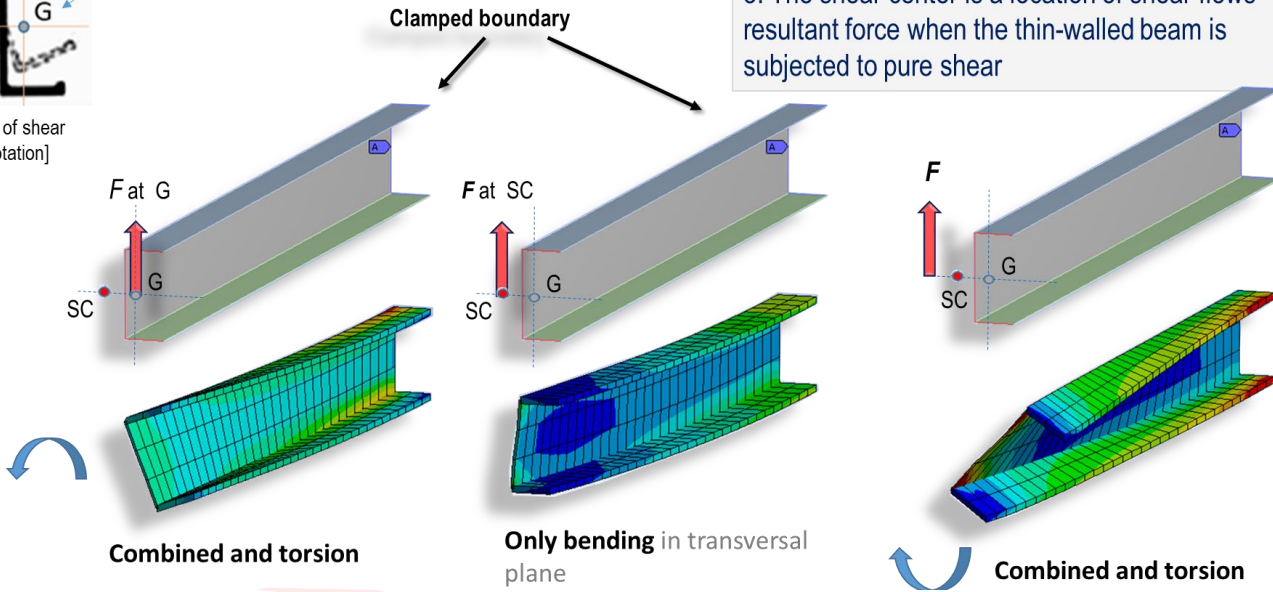 G
Clamped boundary
resultant force when the thin-walled beam is
subjected to pure shear
of shear
otation]
A
A
A
F at G
F at SC
F
G
SC
G
SC
G
SC
Combined and torsion
Only bending in transversal
plane
Combined and torsion